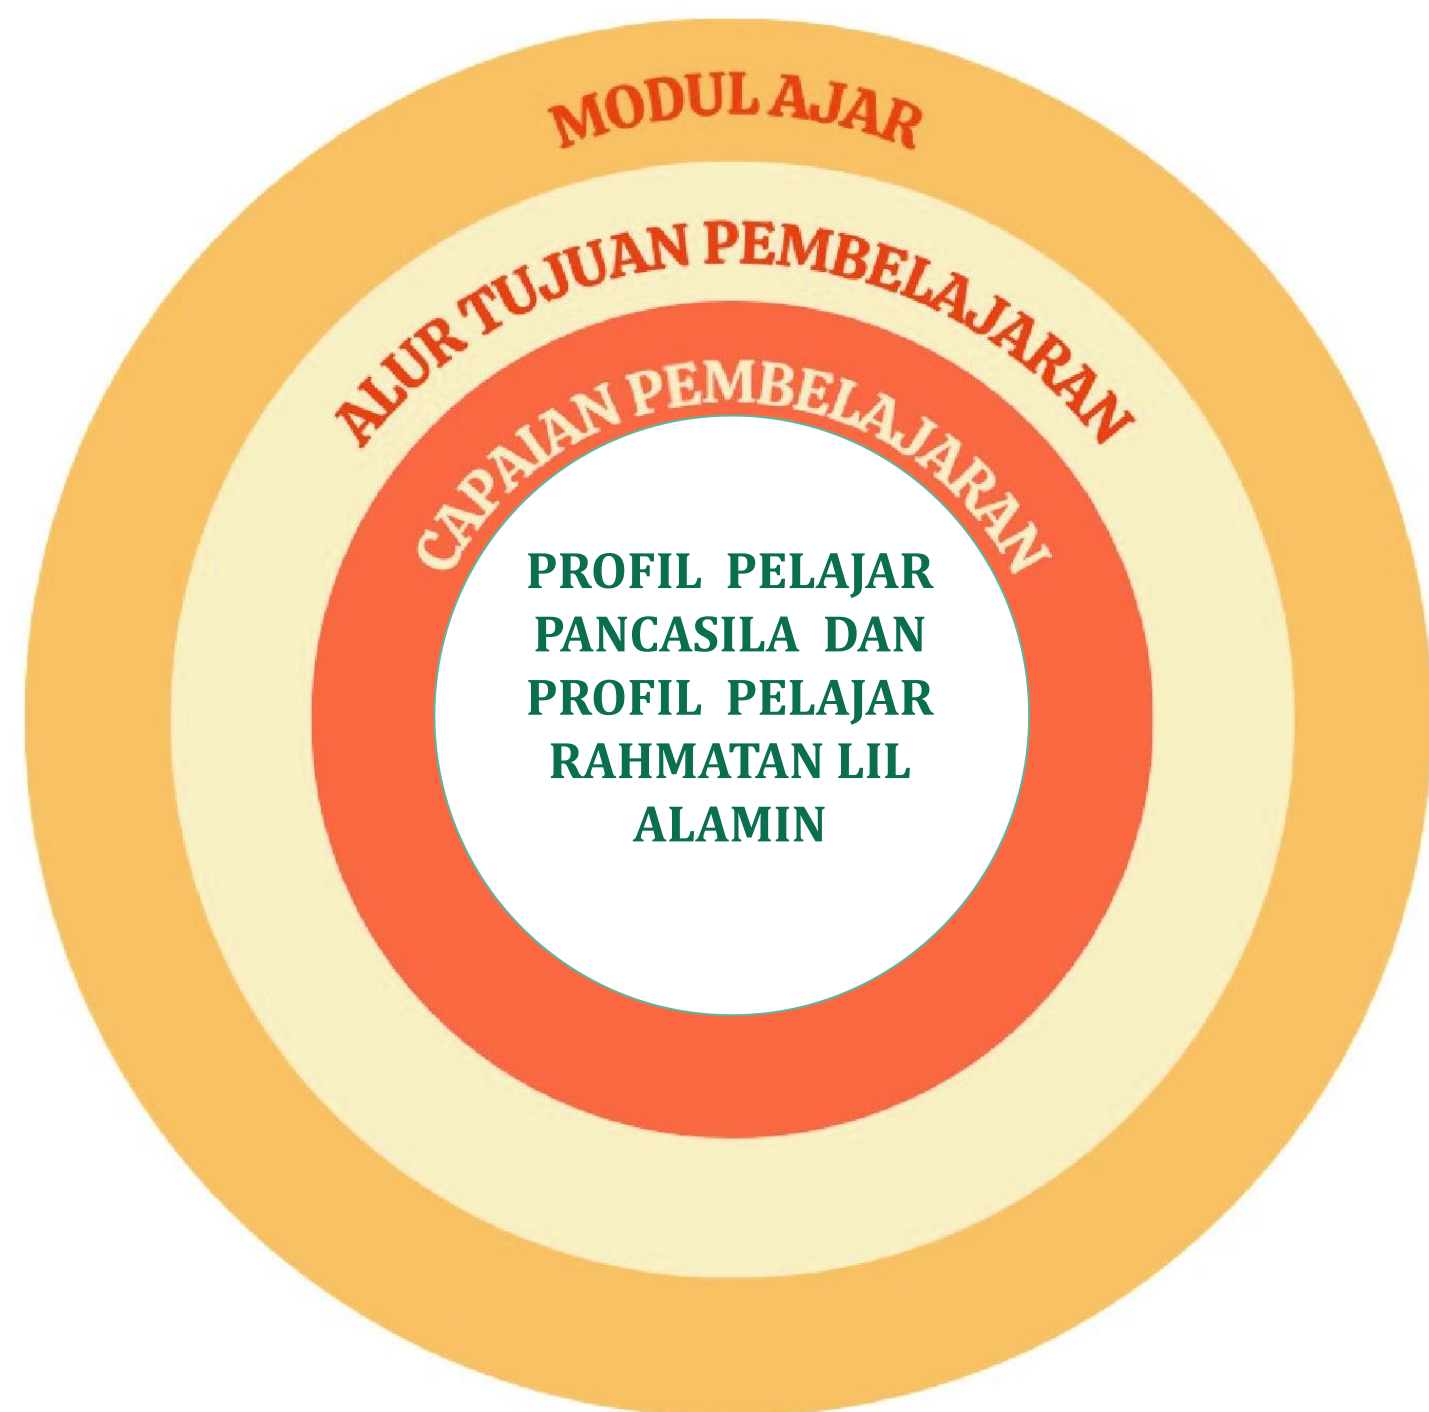 MODUL AJAR
ALUR TUJUAN PEMBELAJARAN
CAPAIAN PEMBELAJARAN
PROFIL PELAJAR
PANCASILA DAN
PROFIL PELAJAR
RAHMATAN LIL
ALAMIN